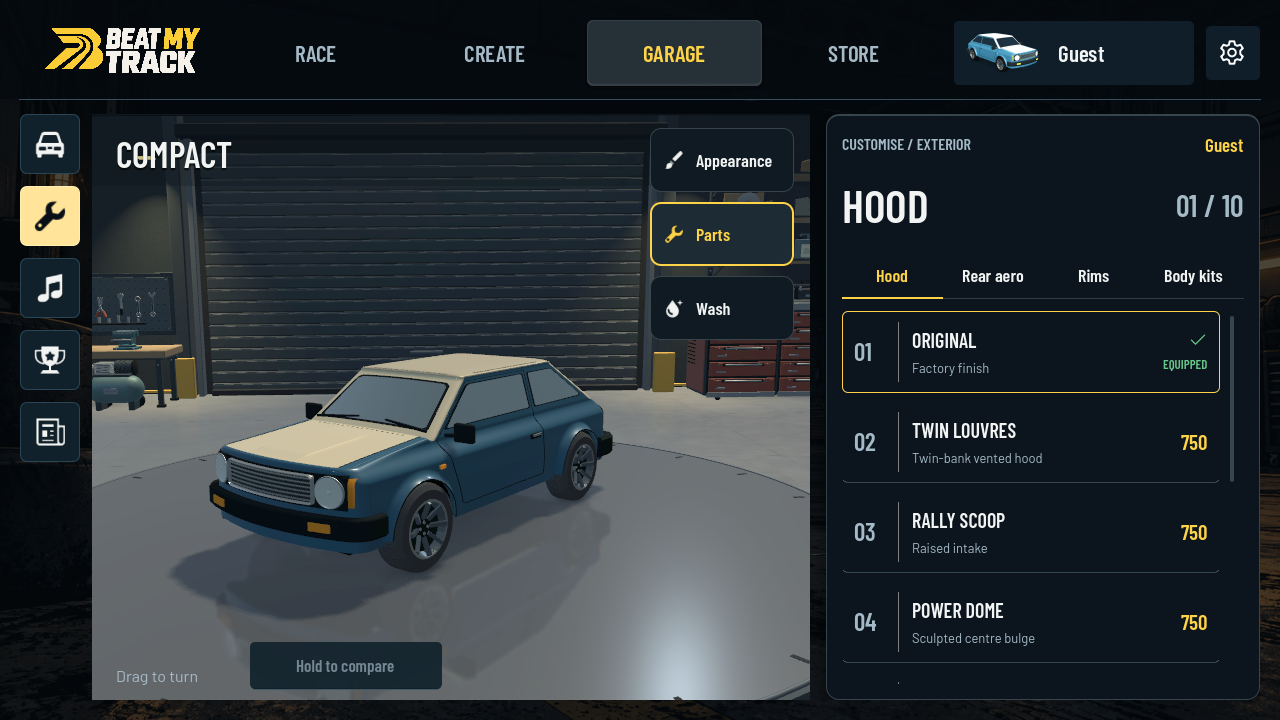 BEAT MY
TRACK
RACE
CREATE
GARAGE
STORE
Guest
COMPACT
Appearance
Parts
Wash
Hold to compare
Drag to turn
CUSTOMISE / EXTERIOR
Guest
HOOD
01 / 10
Hood
Rear aero
Rims
Body kits
01
ORIGINAL
Factory finish
EQUIPPED
02
TWIN LOUVRES
Twin-bank vented hood
750
03
RALLY SCOOP
Raised intake
750
04
POWER DOME
Sculpted centre bulge
750